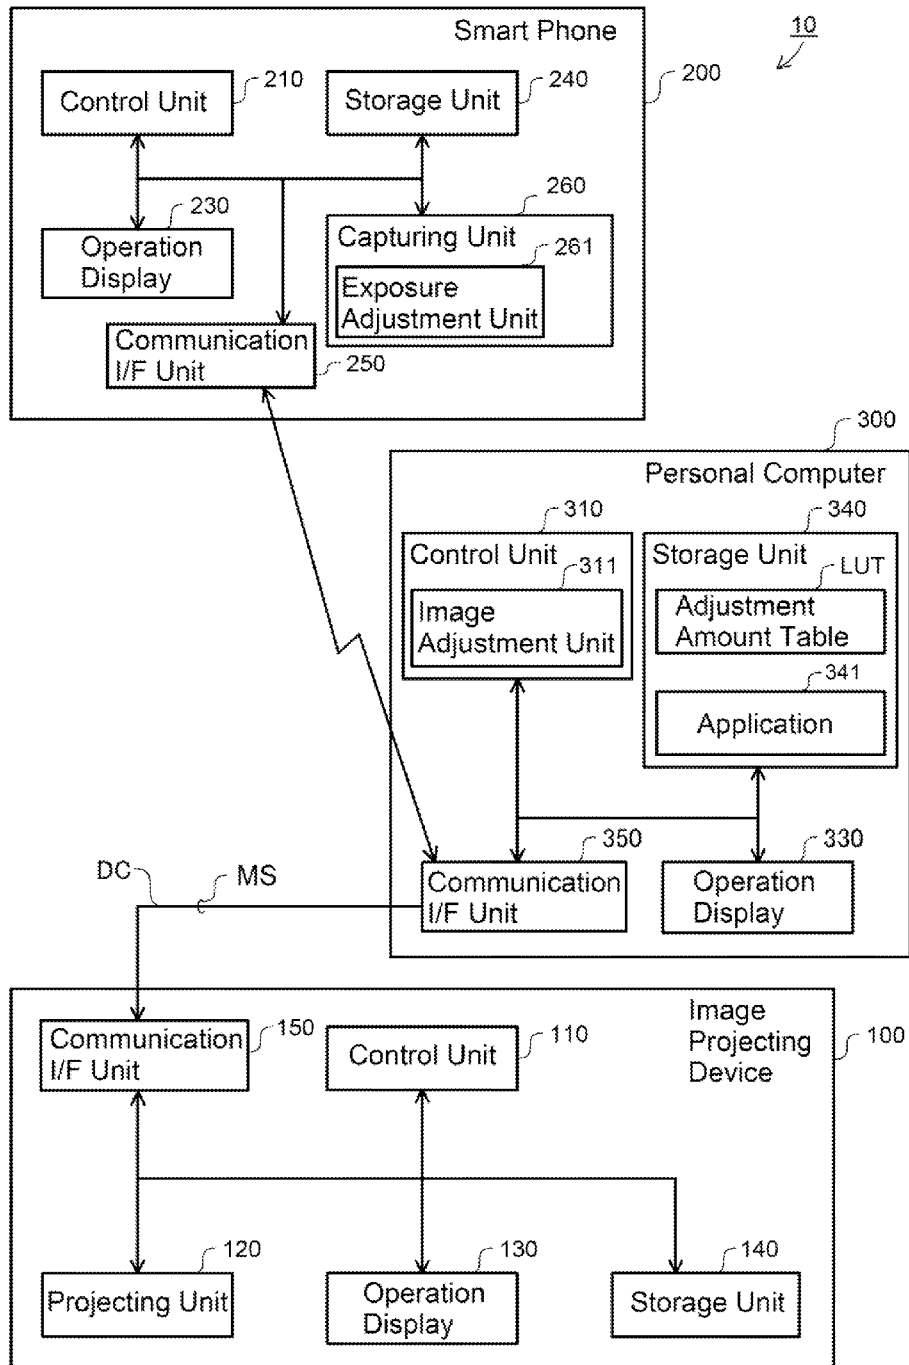 Smart Phone
10
200
210
Control Unit
240
Storage Unit
230
Operation
Display
260
Capturing Unit
261
Exposure
Adjustment Unit
Communication
I/F Unit
250
300
Personal Computer
310
Control Unit
311
Image
Adjustment Unit
340
Storage Unit
LUT
Adjustment
Amount Table
341
Application
350
Communication
I/F Unit
330
Operation
Display
DC
MS
Image
Projecting
Device
100
Communication
I/F Unit
150
Control Unit
110
120
Projecting Unit
130
Operation
Display
140
Storage Unit